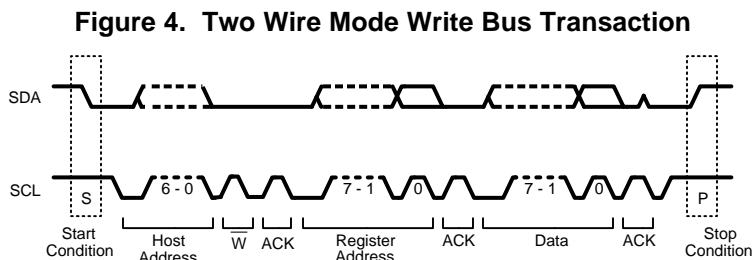 Figure 4. Two Wire Mode Write Bus Transaction
SDA
SCL
S
6 - 0
7 - 1
0
7 - 1
0
P
Start
Condition
Host
Address
W̅
ACK
Register
Address
ACK
Data
ACK
Stop
Condition